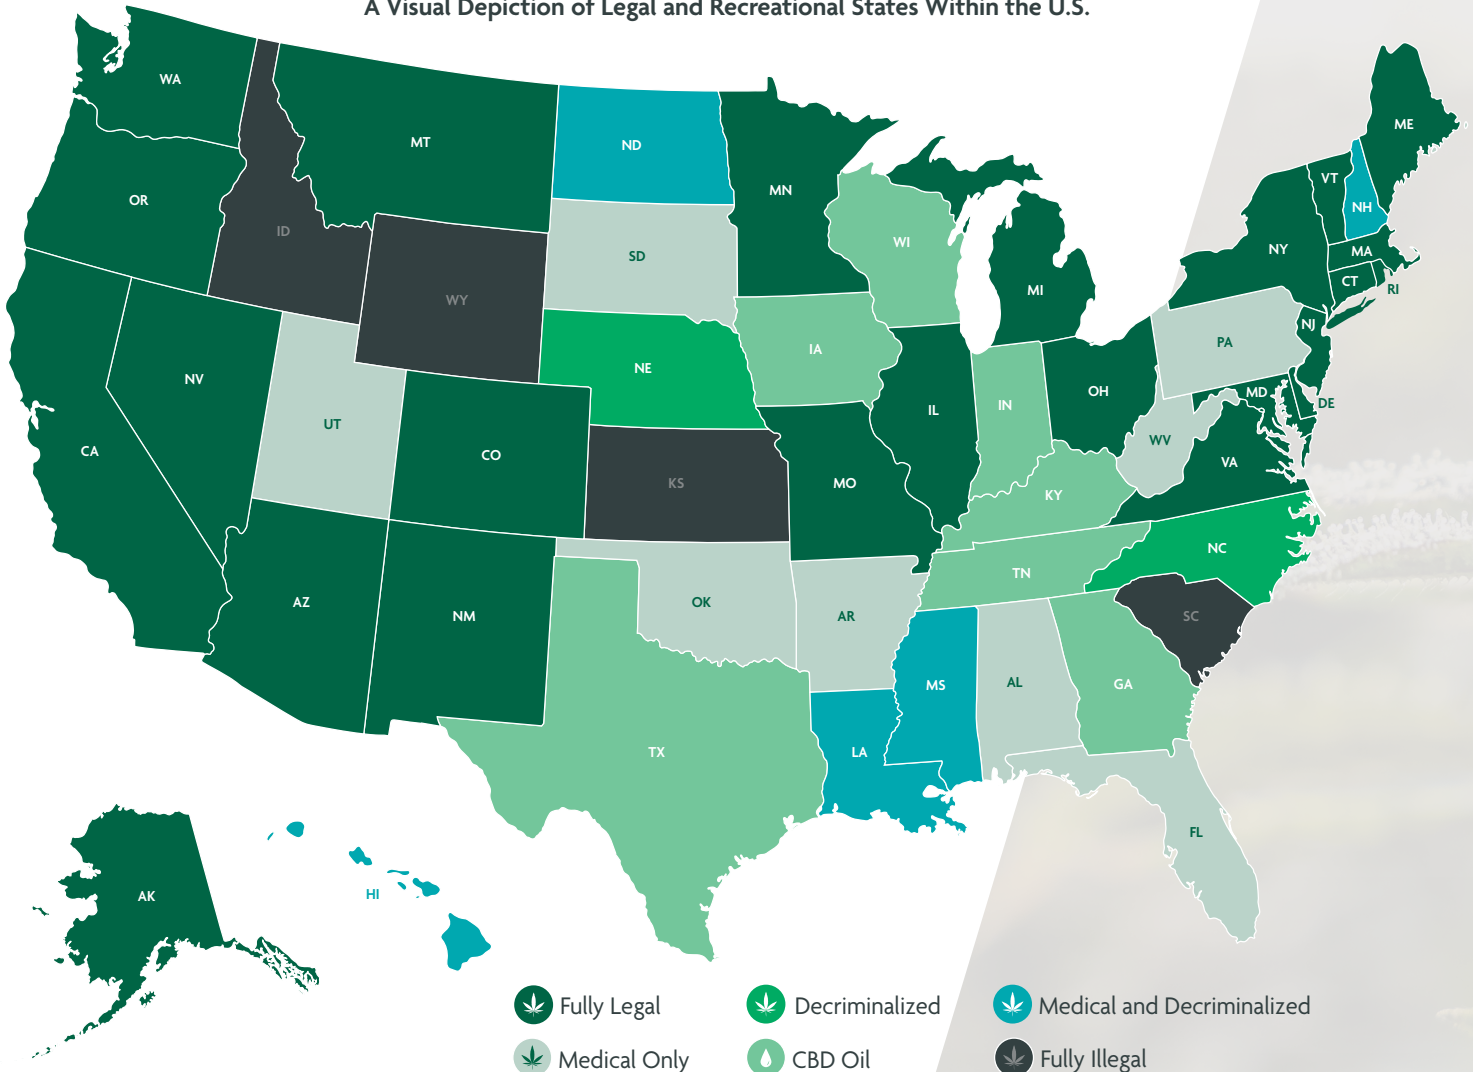 A Visual Depiction of Legal and Recreational States Within the U.S.
WA
MT
ND
MN
ME
OR
ID
VT
NH
SD
WI
NY
MA
CT
RI
WY
MI
NJ
PA
NV
NE
IA
OH
MD
DE
UT
IL
IN
CA
CO
WV
VA
KS
MO
KY
NC
TN
AZ
NM
OK
AR
SC
MS
AL
GA
TX
LA
FL
AK
HI
Fully Legal
Decriminalized
Medical and Decriminalized
Medical Only
CBD Oil
Fully Illegal